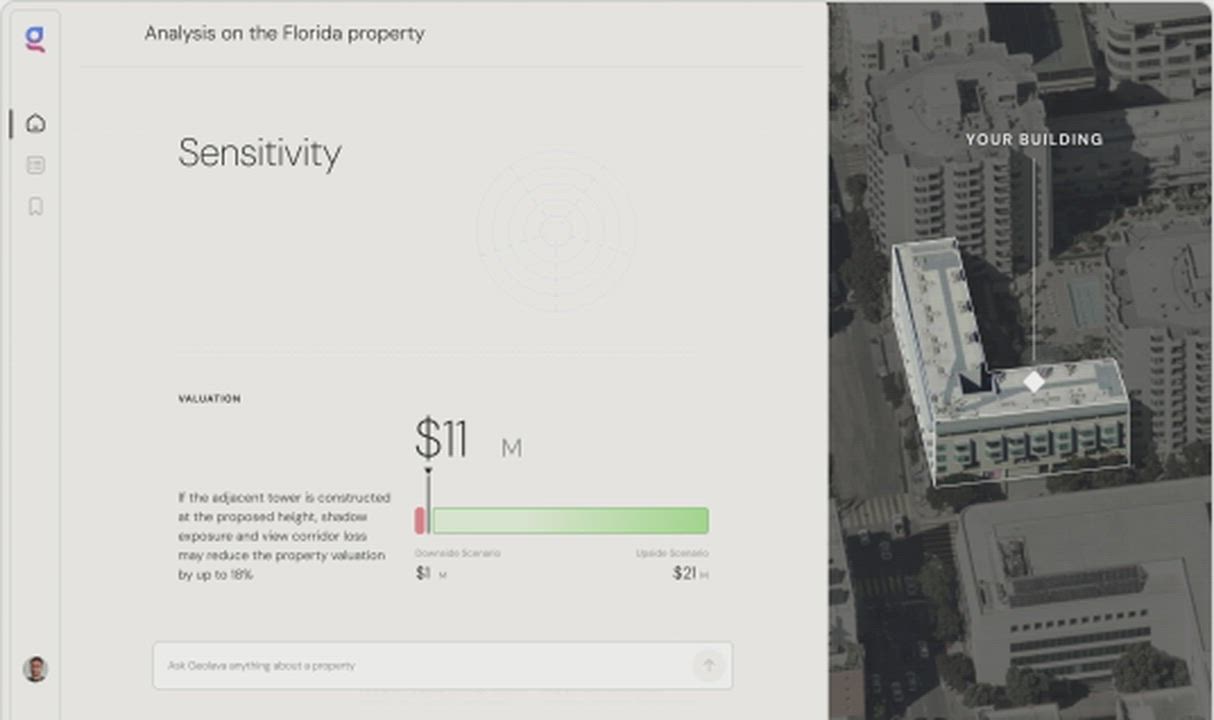 Analysis on the Florida property
YOUR BUILDING
Sensitivity
VALUATION
$11 M
If the adjacent tower is constructed
at the proposed height, shadow
exposure and view corridor loss
may reduce the property valuation
by up to 18%
Downside Scenario
Upside Scenario
$1 M
$21 M
Ask Geolava anything about a property